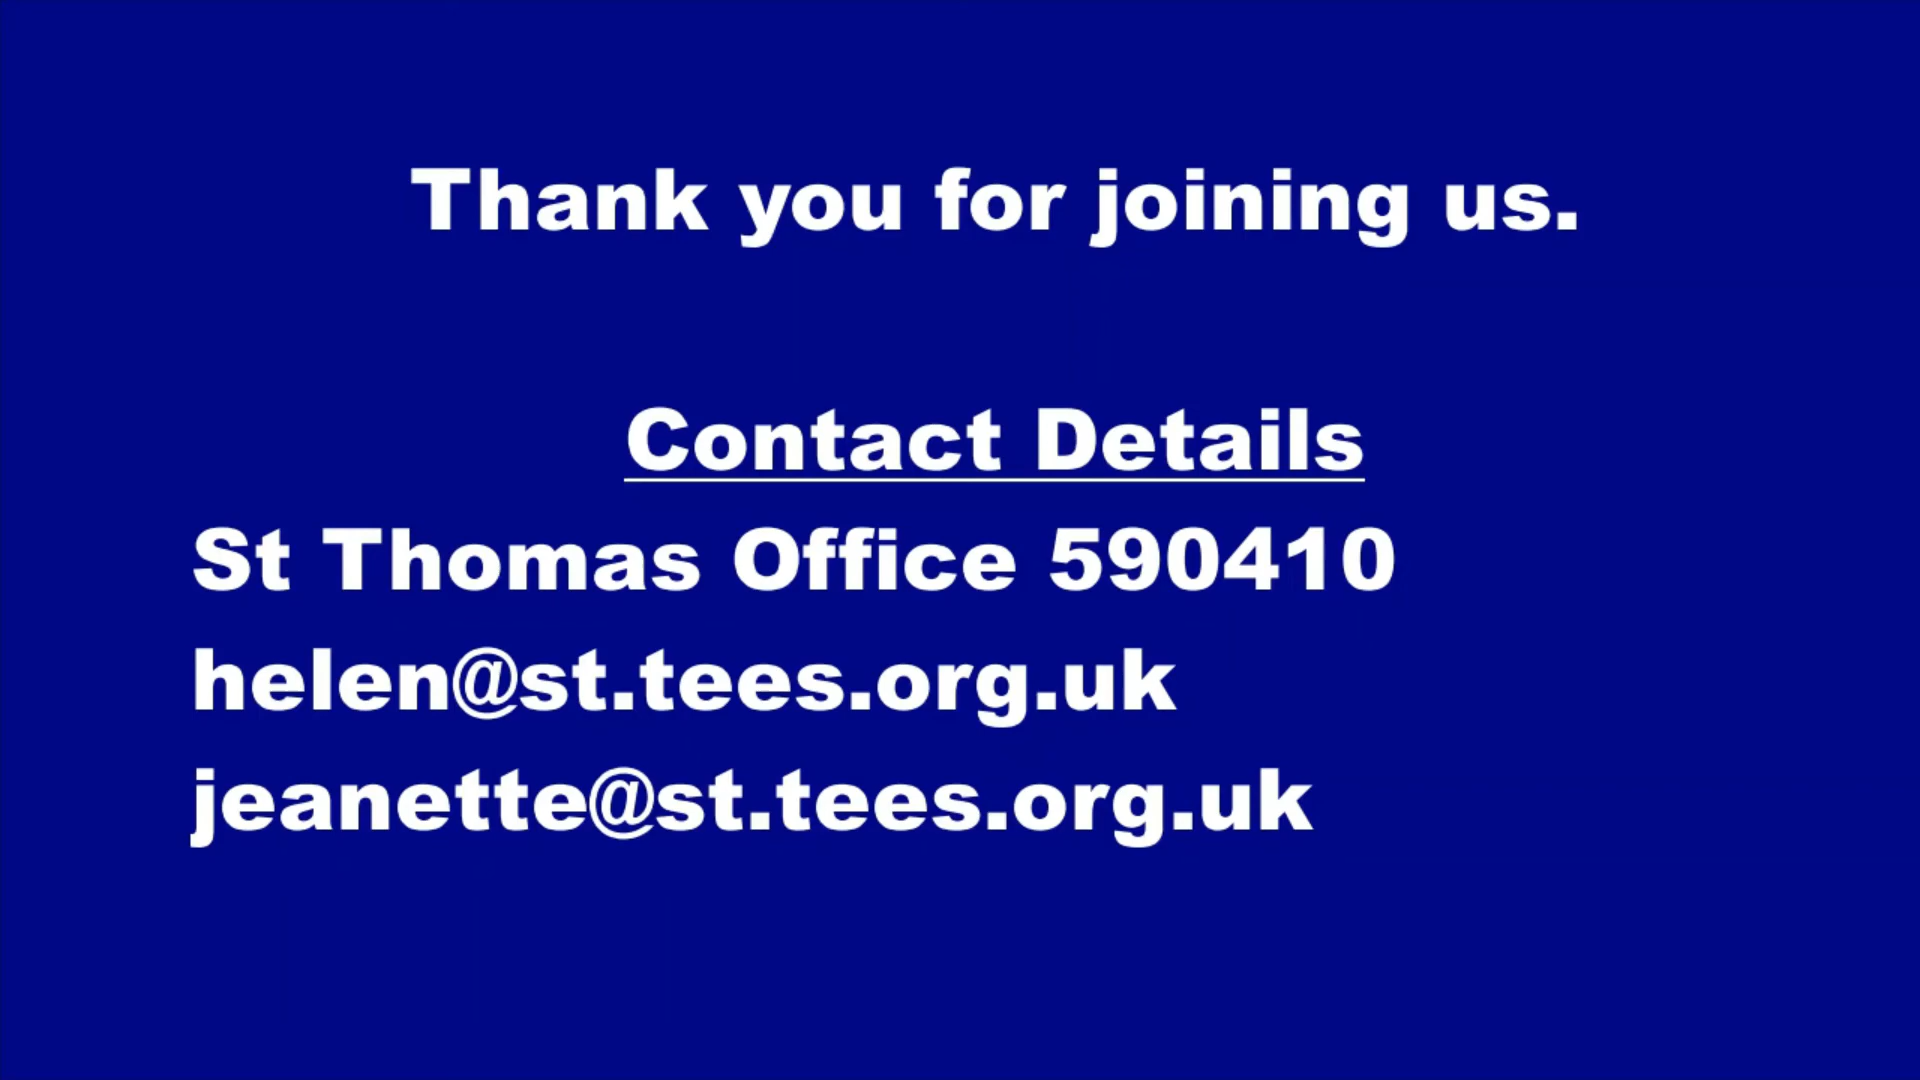 Thank you for joining us.
Contact Details
St Thomas Office 590410
helen@st.tees.org.uk
jeanette@st.tees.org.uk